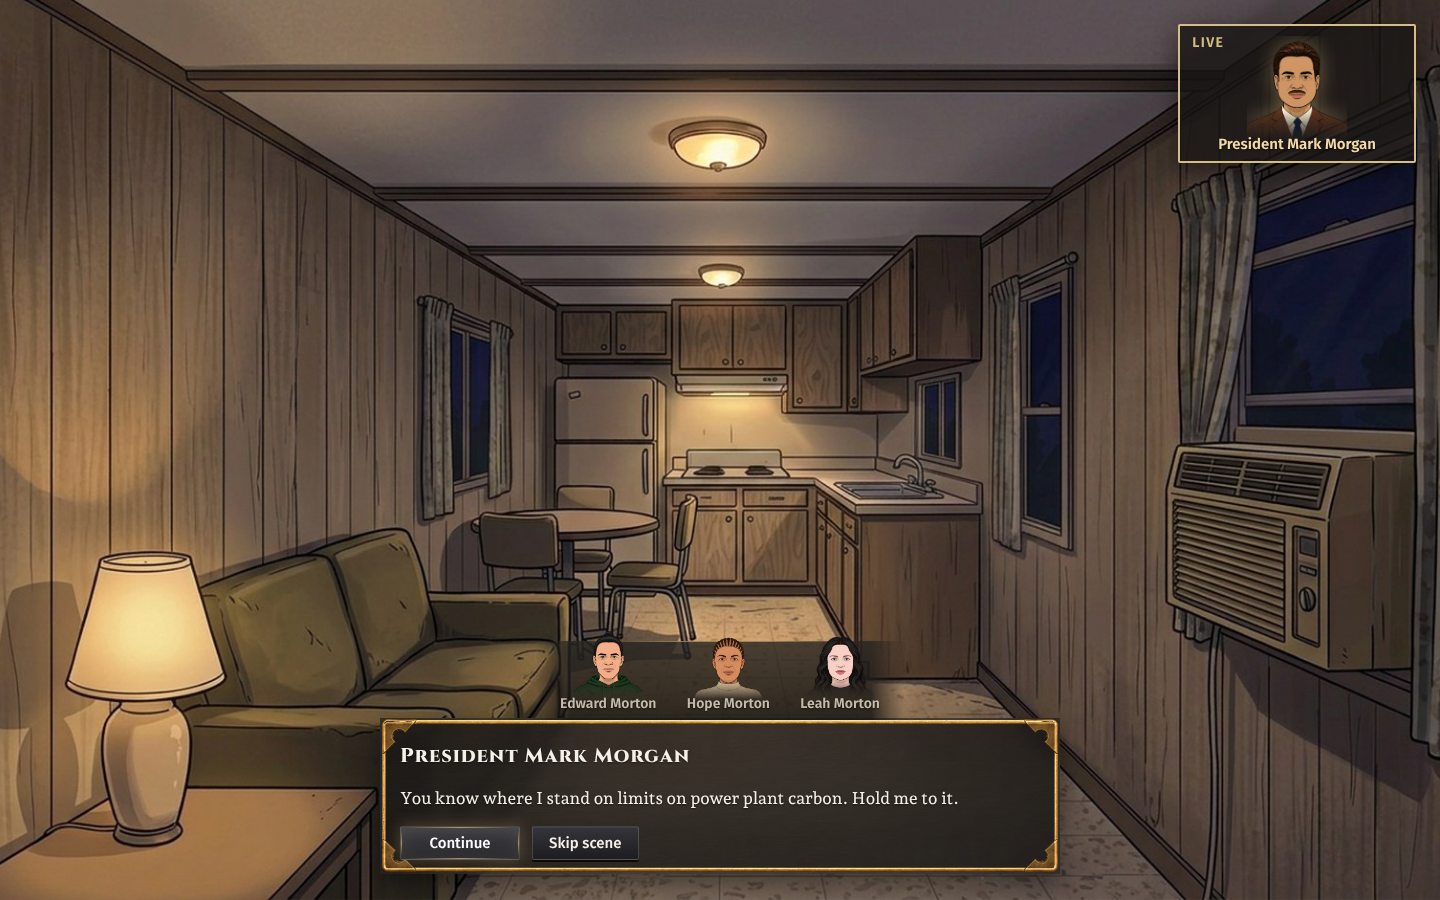 LIVE
President Mark Morgan
Edward Morton
Hope Morton
Leah Morton
President Mark Morgan
You know where I stand on limits on power plant carbon. Hold me to it.
Continue
Skip scene